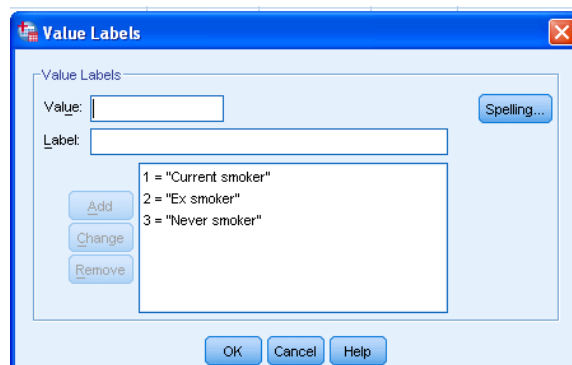 Value Labels
Value Labels
Value:
Spelling...
Label:
1 = "Current smoker"
Add
2 = "Ex smoker"
3 = "Never smoker"
Change
Remove
OK Cancel Help